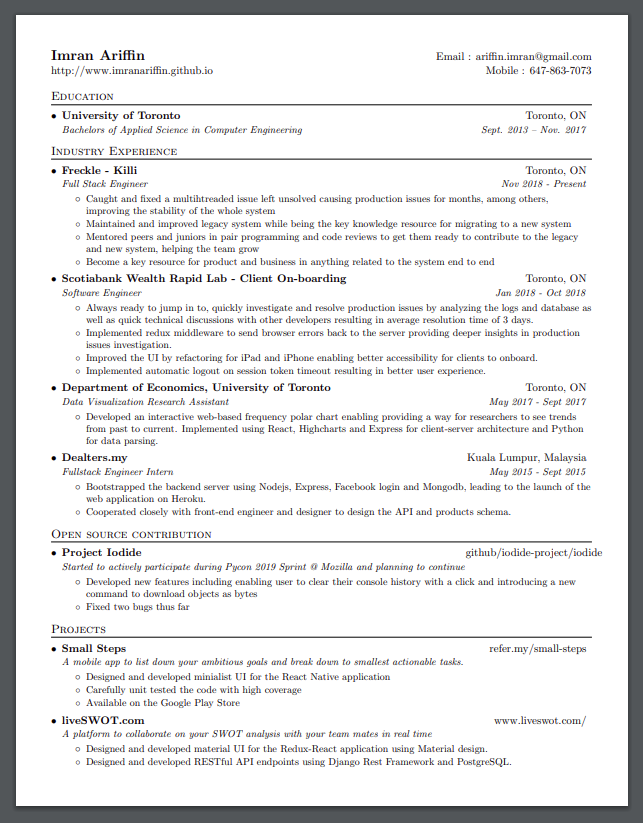 Imran Ariffin Email : ariffin.imran@gmail.com
http://www.imranariffin.github.io Mobile : 647-863-7073
Education
• University of Toronto Toronto, ON
Bachelors of Applied Science in Computer Engineering Sept. 2013 – Nov. 2017
Industry Experience
• Freckle - Killi Toronto, ON
Full Stack Engineer Nov 2018 - Present
◦ Caught and fixed a multihtreaded issue left unsolved causing production issues for months, among others,
improving the stability of the whole system
◦ Maintained and improved legacy system while being the key knowledge resource for migrating to a new system
◦ Mentored peers and juniors in pair programming and code reviews to get them ready to contribute to the legacy
and new system, helping the team grow
◦ Become a key resource for product and business in anything related to the system end to end
• Scotiabank Wealth Rapid Lab - Client On-boarding Toronto, ON
Software Engineer Jan 2018 - Oct 2018
◦ Always ready to jump in to, quickly investigate and resolve production issues by analyzing the logs and database as
well as quick technical discussions with other developers resulting in average resolution time of 3 days.
◦ Implemented redux middleware to send browser errors back to the server providing deeper insights in production
issues investigation.
◦ Improved the UI by refactoring for iPad and iPhone enabling better accessibility for clients to onboard.
◦ Implemented automatic logout on session token timeout resulting in better user experience.
• Department of Economics, University of Toronto Toronto, ON
Data Visualization Research Assistant May 2017 - Sept 2017
◦ Developed an interactive web-based frequency polar chart enabling providing a way for researchers to see trends
from past to current. Implemented using React, Highcharts and Express for client-server architecture and Python
for data parsing.
• Dealters.my Kuala Lumpur, Malaysia
Fullstack Engineer Intern May 2015 - Sept 2015
◦ Bootstrapped the backend server using Nodejs, Express, Facebook login and Mongodb, leading to the launch of the
web application on Heroku.
◦ Cooperated closely with front-end engineer and designer to design the API and products schema.
Open source contribution
• Project Iodide github/iodide-project/iodide
Started to actively participate during Pycon 2019 Sprint @ Mozilla and planning to continue
◦ Developed new features including enabling user to clear their console history with a click and introducing a new
command to download objects as bytes
◦ Fixed two bugs thus far
Projects
• Small Steps refer.my/small-steps
A mobile app to list down your ambitious goals and break down to smallest actionable tasks.
◦ Designed and developed minialist UI for the React Native application
◦ Carefully unit tested the code with high coverage
◦ Available on the Google Play Store
• liveSWOT.com www.liveswot.com/
A platform to collaborate on your SWOT analysis with your team mates in real time
◦ Designed and developed material UI for the Redux-React application using Material design.
◦ Designed and developed RESTful API endpoints using Django Rest Framework and PostgreSQL.